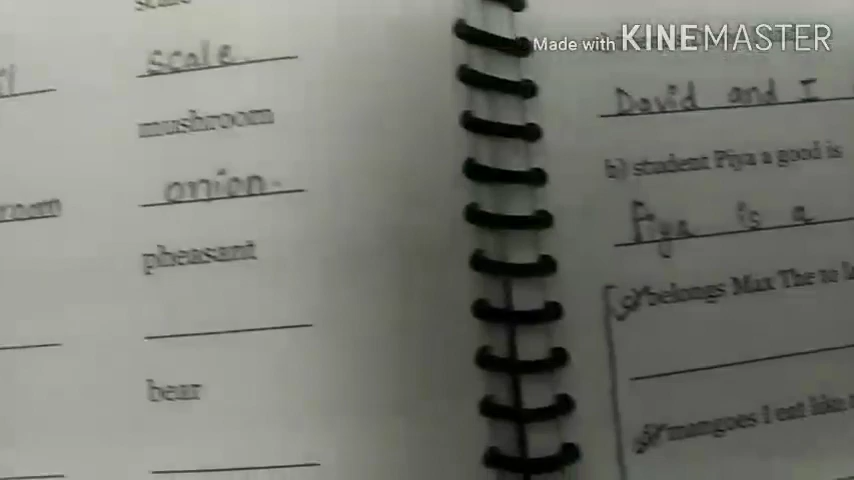 scale.
mushroom
onion.
pheasant
bear
Made with KINEMASTER
David and I
b) student Piya a good is
Piya is a
belongs Max The to
mangoes I eat like